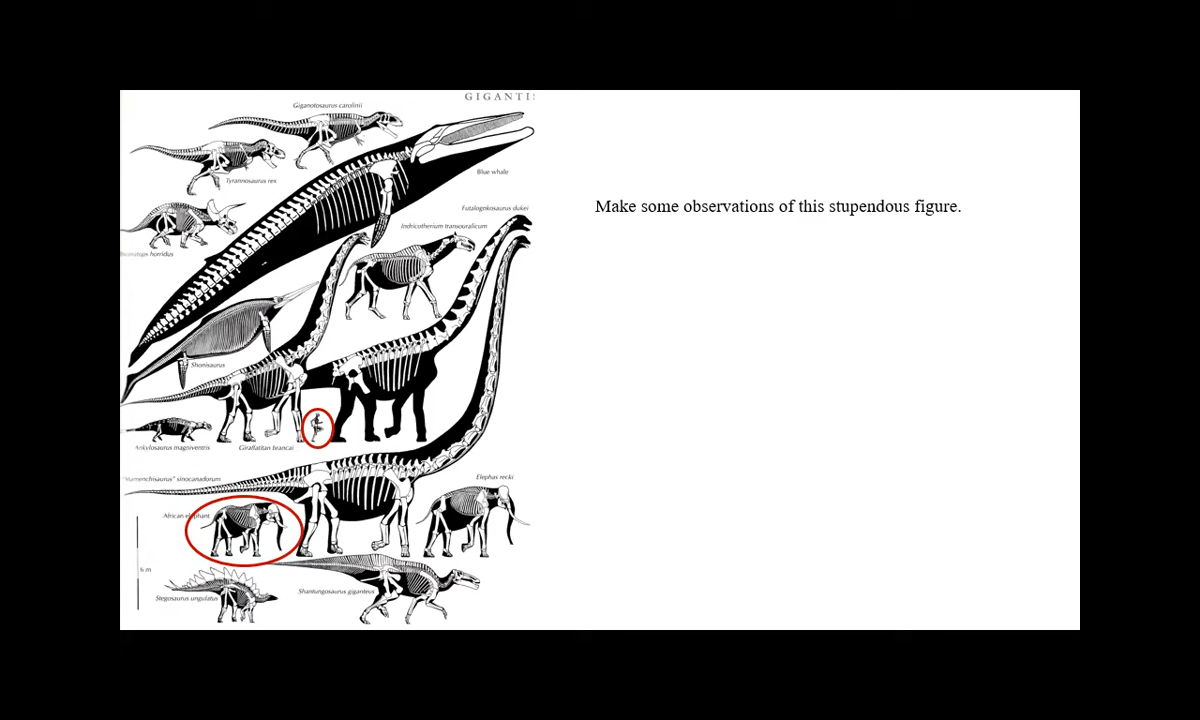 GIGANTI
Giganotosaurus carolinii
Tyrannosaurus rex
Blue whale
Futalognkosaurus dukei
Indricotherium transouralicum
horridus
Shonisaurus
Ankylosaurus magniventris
Giraffatitan brancai
"Mamenchisaurus" sinocanadorum
Elephas recki
African elephant
6 m
Stegosaurus ungulatus
Shantungosaurus giganteus
Make some observations of this stupendous figure.